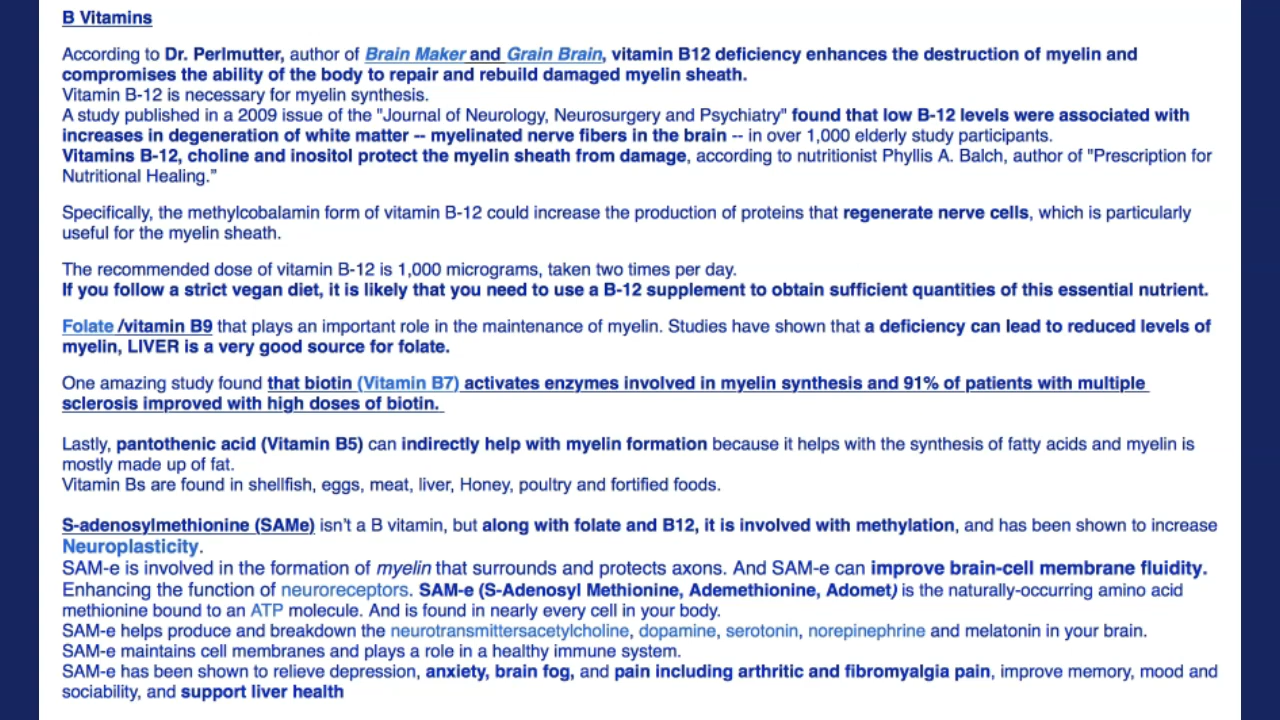 B Vitamins
According to Dr. Perlmutter, author of Brain Maker and Grain Brain, vitamin B12 deficiency enhances the destruction of myelin and
compromises the ability of the body to repair and rebuild damaged myelin sheath.
Vitamin B-12 is necessary for myelin synthesis.
A study published in a 2009 issue of the "Journal of Neurology, Neurosurgery and Psychiatry" found that low B-12 levels were associated with
increases in degeneration of white matter -- myelinated nerve fibers in the brain -- in over 1,000 elderly study participants.
Vitamins B-12, choline and inositol protect the myelin sheath from damage, according to nutritionist Phyllis A. Balch, author of "Prescription for
Nutritional Healing.”
Specifically, the methylcobalamin form of vitamin B-12 could increase the production of proteins that regenerate nerve cells, which is particularly
useful for the myelin sheath.
The recommended dose of vitamin B-12 is 1,000 micrograms, taken two times per day.
If you follow a strict vegan diet, it is likely that you need to use a B-12 supplement to obtain sufficient quantities of this essential nutrient.
Folate /vitamin B9 that plays an important role in the maintenance of myelin. Studies have shown that a deficiency can lead to reduced levels of
myelin, LIVER is a very good source for folate.
One amazing study found that biotin (Vitamin B7) activates enzymes involved in myelin synthesis and 91% of patients with multiple
sclerosis improved with high doses of biotin.
Lastly, pantothenic acid (Vitamin B5) can indirectly help with myelin formation because it helps with the synthesis of fatty acids and myelin is
mostly made up of fat.
Vitamin Bs are found in shellfish, eggs, meat, liver, Honey, poultry and fortified foods.
S-adenosylmethionine (SAMe) isn’t a B vitamin, but along with folate and B12, it is involved with methylation, and has been shown to increase
Neuroplasticity.
SAM-e is involved in the formation of myelin that surrounds and protects axons. And SAM-e can improve brain-cell membrane fluidity.
Enhancing the function of neuroreceptors. SAM-e (S-Adenosyl Methionine, Ademethionine, Adomet) is the naturally-occurring amino acid
methionine bound to an ATP molecule. And is found in nearly every cell in your body.
SAM-e helps produce and breakdown the neurotransmittersacetylcholine, dopamine, serotonin, norepinephrine and melatonin in your brain.
SAM-e maintains cell membranes and plays a role in a healthy immune system.
SAM-e has been shown to relieve depression, anxiety, brain fog, and pain including arthritic and fibromyalgia pain, improve memory, mood and
sociability, and support liver health